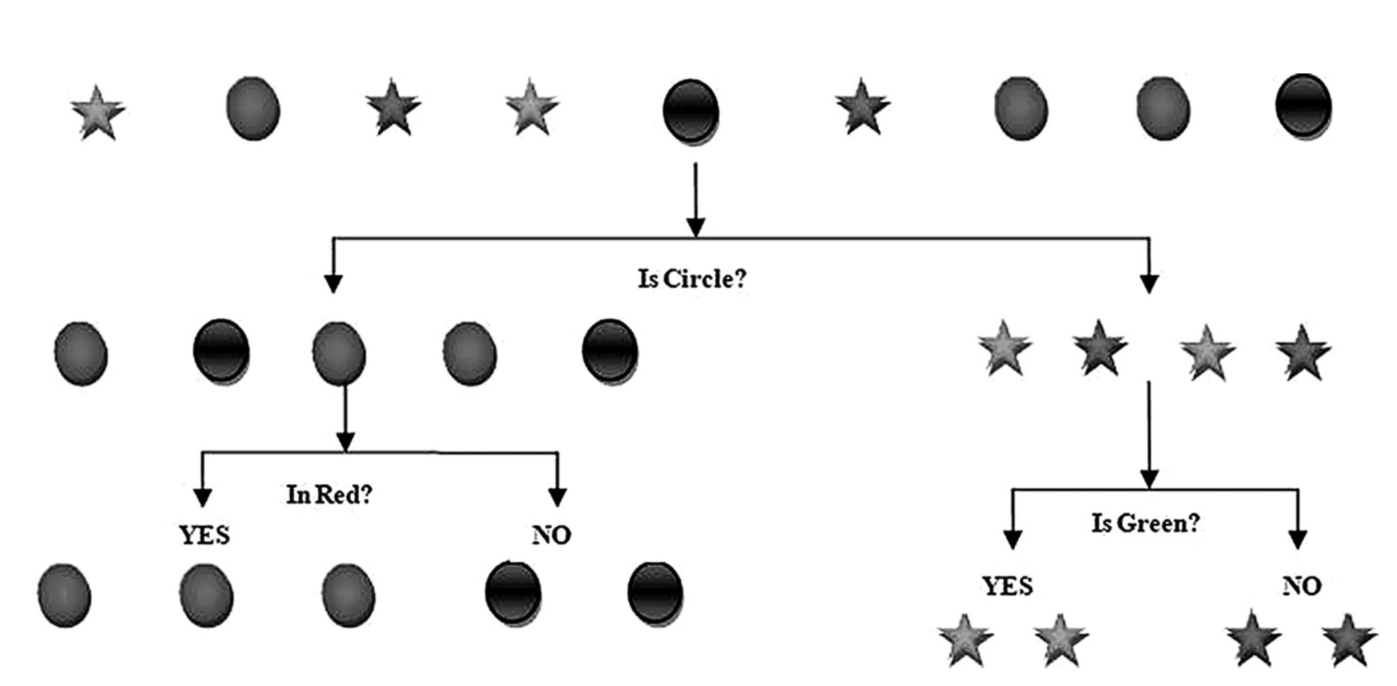 Is Circle?
In Red?
YES
NO
Is Green?
YES
NO